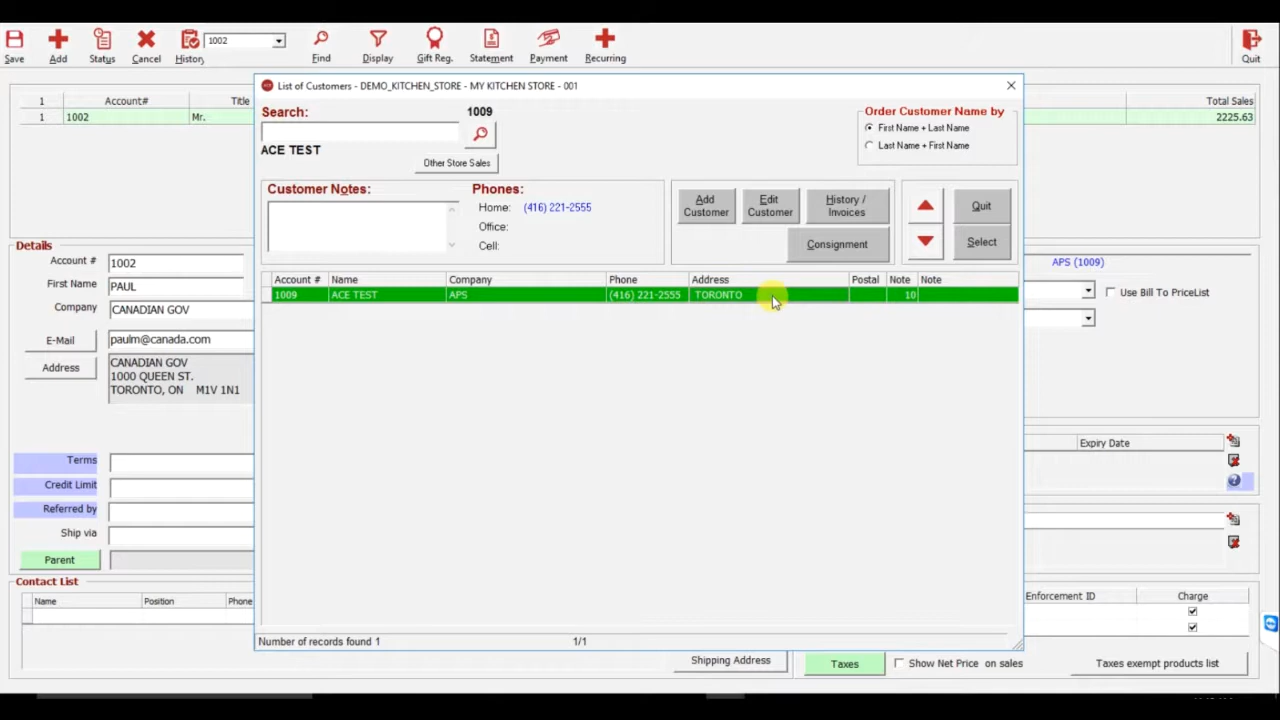 Save
Add
Status
Cancel
History
1002
Find
Display
Gift Reg.
Statement
Payment
Recurring
Quit
1 Account# Title Total Sales
1 1002 Mr. 2225.63
List of Customers - DEMO_KITCHEN_STORE - MY KITCHEN STORE - 001
Search: 1009
ACE TEST
Other Store Sales
Order Customer Name by
First Name + Last Name
Last Name + First Name
Customer Notes:
Phones:
Home: (416) 221-2555
Office:
Cell:
Add Customer
Edit Customer
History / Invoices
Consignment
Quit
Select
Account # Name Company Phone Address Postal Note Note
1009 ACE TEST APS (416) 221-2555 TORONTO 10
Number of records found 1 1/1
Details
Account # 1002
First Name PAUL
Company CANADIAN GOV
E-Mail paulm@canada.com
Address CANADIAN GOV
1000 QUEEN ST.
TORONTO, ON M1V 1N1
Terms
Credit Limit
Referred by
Ship via
Parent
Contact List
Name Position Phone
APS (1009)
Use Bill To PriceList
Expiry Date
Enforcement ID Charge
Shipping Address
Taxes
Show Net Price on sales
Taxes exempt products list